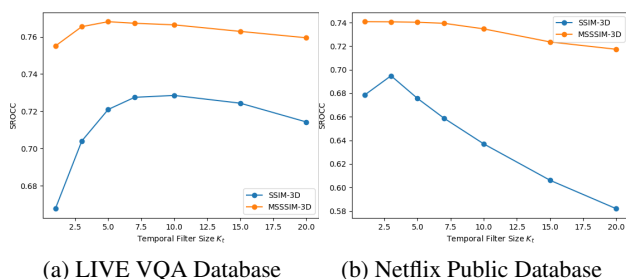 0.76
0.74
0.72
0.70
0.68
SROCC
2.5 5.0 7.5 10.0 12.5 15.0 17.5 20.0
Temporal Filter Size K_t
SSIM-3D
MSSSIM-3D
(a) LIVE VQA Database
0.74
0.72
0.70
0.68
0.66
0.64
0.62
0.60
0.58
SROCC
2.5 5.0 7.5 10.0 12.5 15.0 17.5 20.0
Temporal Filter Size K_t
SSIM-3D
MSSSIM-3D
(b) Netflix Public Database